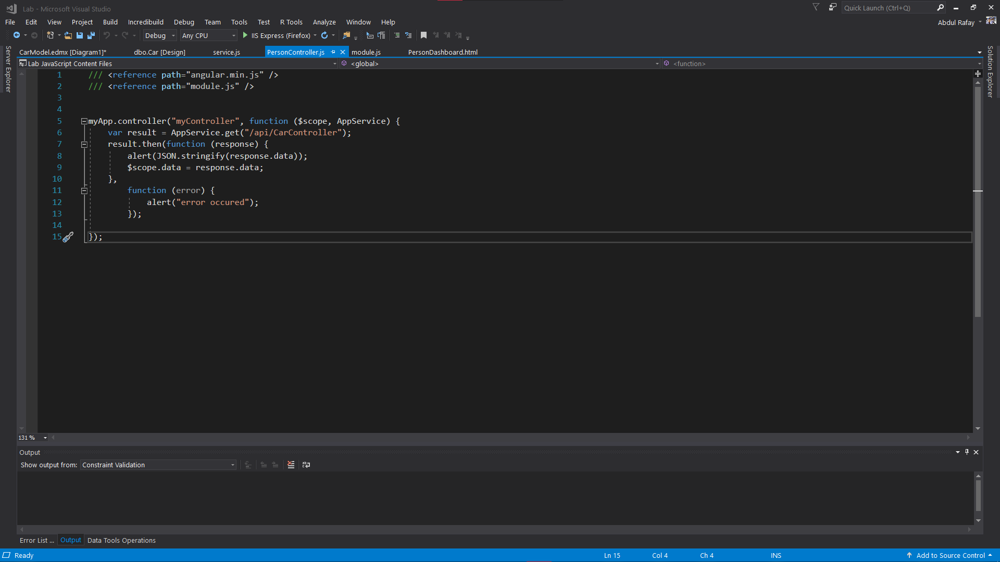 Lab - Microsoft Visual Studio
Quick Launch (Ctrl+Q)
File Edit View Project Build Incredibuild Debug Team Tools Test R Tools Analyze Window Help
Abdul Rafay
Debug Any CPU IIS Express (Firefox)
Server Explorer
CarModel.edmx [Diagram1]* dbo.Car [Design] service.js PersonController.js module.js PersonDashboard.html
Solution Explorer
Lab JavaScript Content Files <global> <function>
1 /// <reference path="angular.min.js" />
2 /// <reference path="module.js" />
3
4
5 myApp.controller("myController", function ($scope, AppService) {
6 var result = AppService.get("/api/CarController");
7 result.then(function (response) {
8 alert(JSON.stringify(response.data));
9 $scope.data = response.data;
10 },
11 function (error) {
12 alert("error occured");
13 });
14
15 });
131 %
Output
Show output from: Constraint Validation
Error List ... Output Data Tools Operations
Ready Ln 15 Col 4 Ch 4 INS Add to Source Control